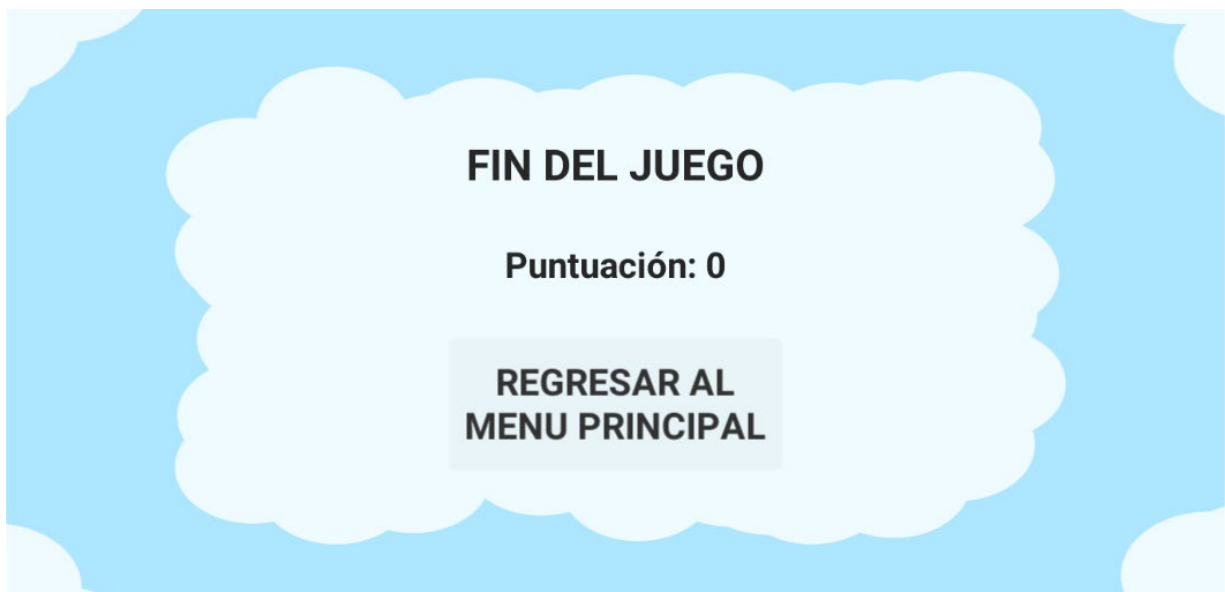 FIN DEL JUEGO
Puntuación: 0
REGRESAR AL
MENU PRINCIPAL